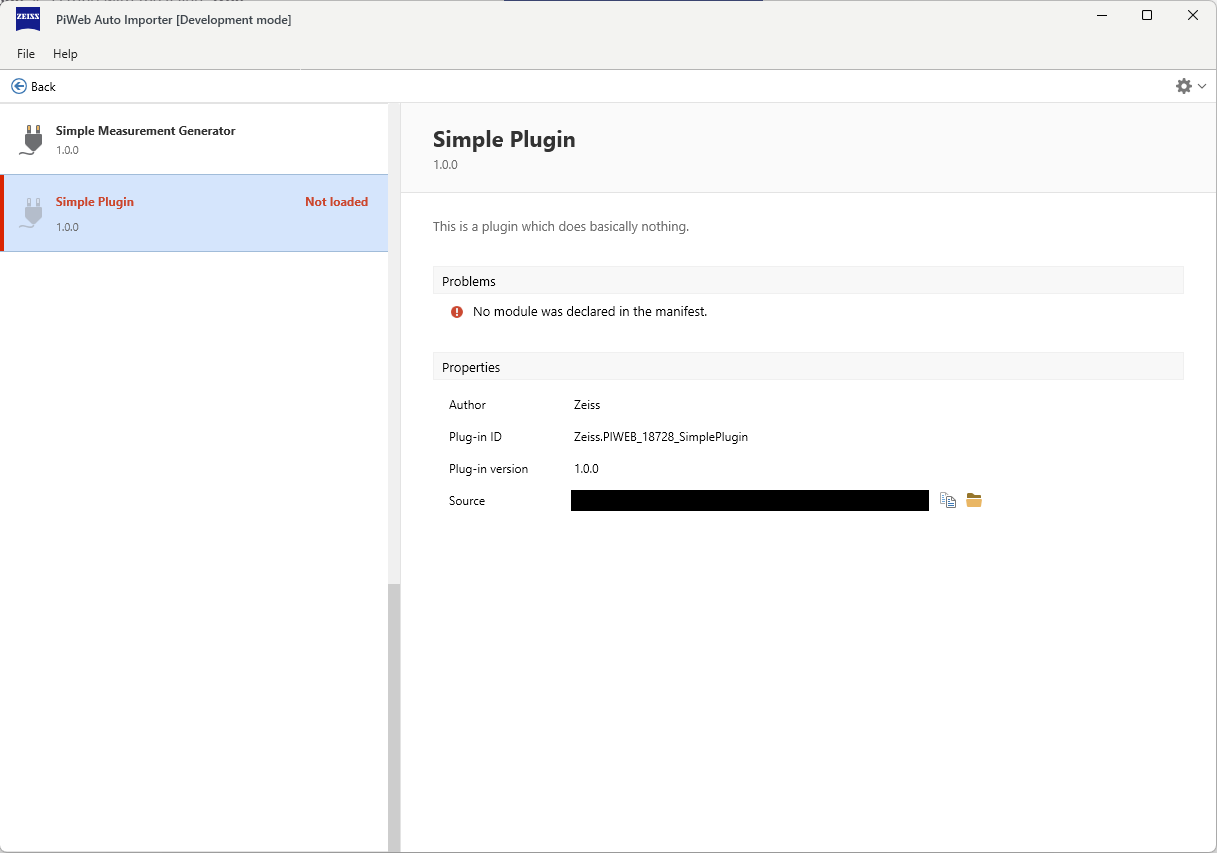 ZEISS PiWeb Auto Importer [Development mode]
File Help
Back
Simple Measurement Generator
1.0.0
Simple Plugin Not loaded
1.0.0
Simple Plugin
1.0.0
This is a plugin which does basically nothing.
Problems
No module was declared in the manifest.
Properties
Author Zeiss
Plug-in ID Zeiss.PIWEB_18728_SimplePlugin
Plug-in version 1.0.0
Source